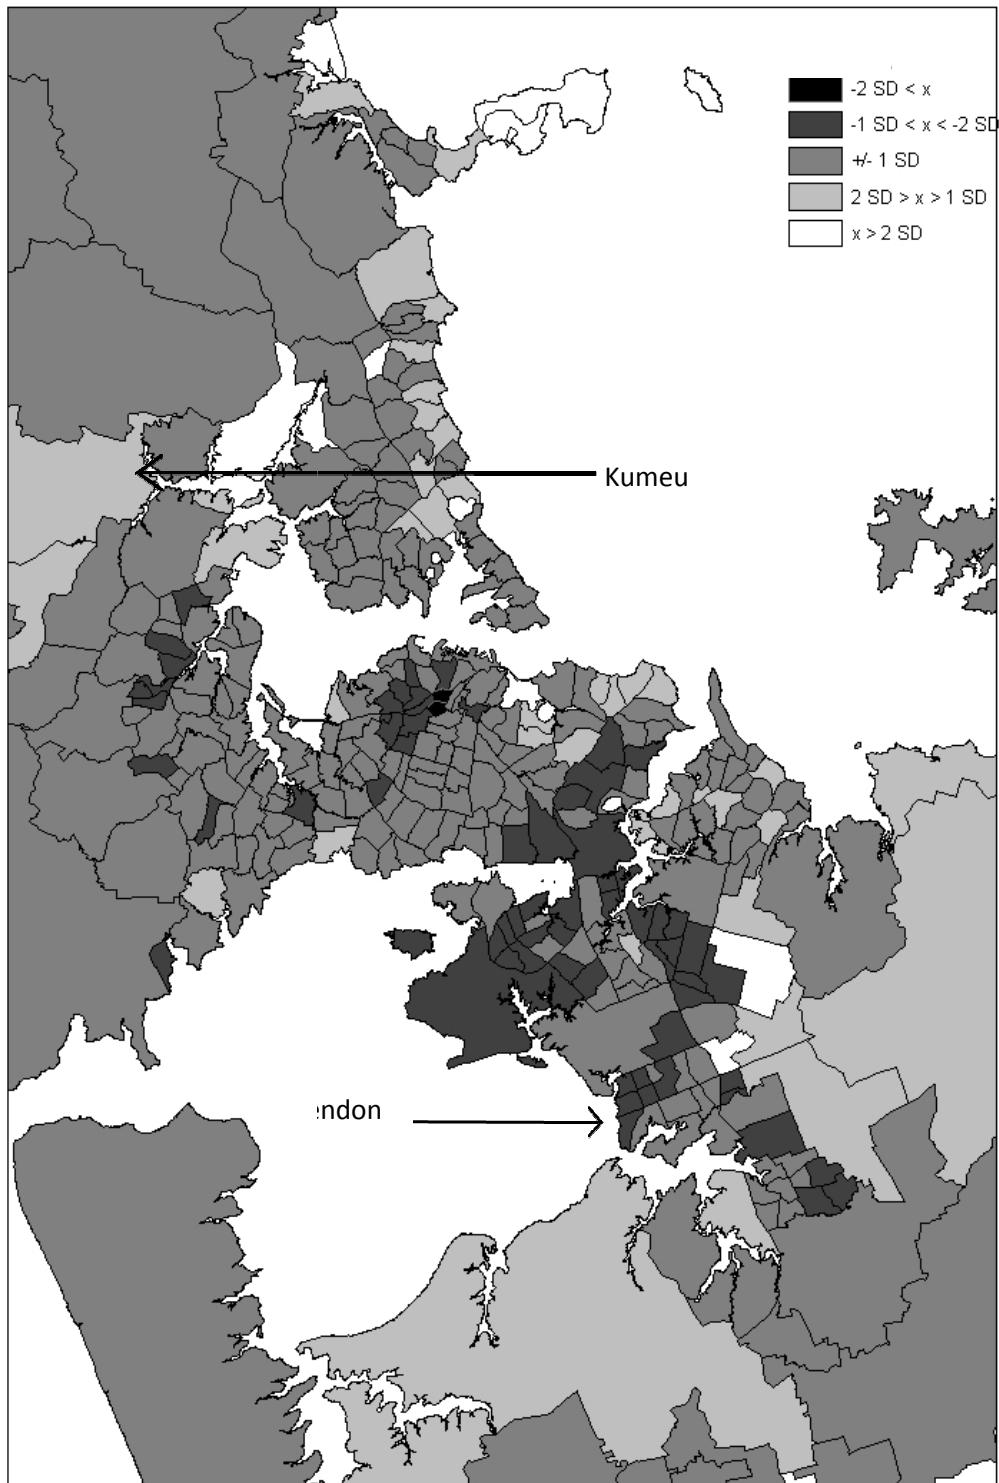 -2 SD < x
-1 SD < x < -2 SD
+/- 1 SD
2 SD > x > 1 SD
x > 2 SD
Kumeu
endon